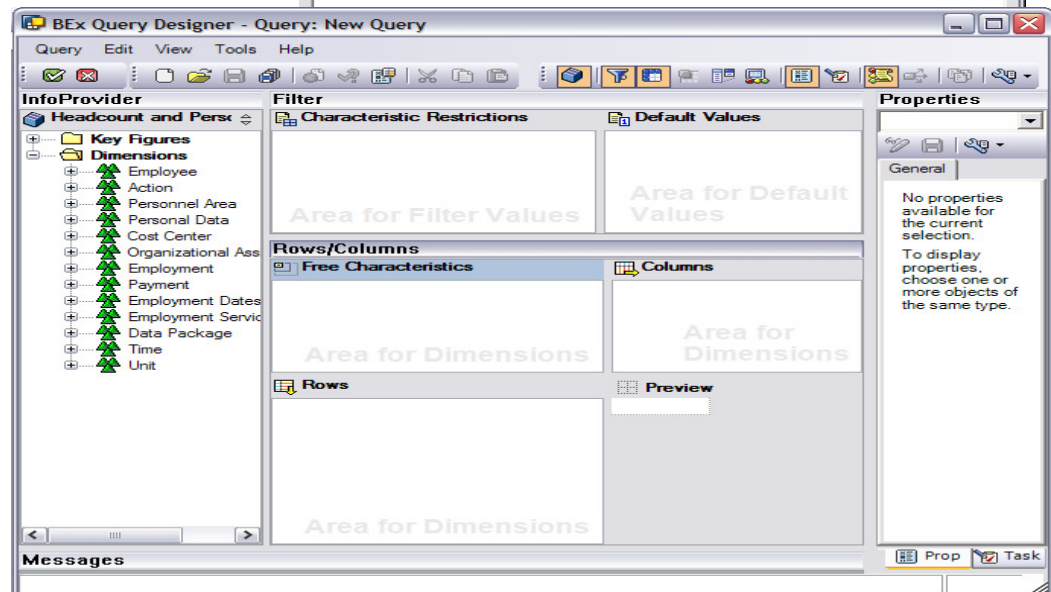 BEx Query Designer - Query: New Query
Query Edit View Tools Help
InfoProvider
Headcount and Pers
Key Figures
Dimensions
Employee
Action
Personnel Area
Personal Data
Cost Center
Organizational Ass
Employment
Payment
Employment Dates
Employment Servic
Data Package
Time
Unit
Filter
Characteristic Restrictions
Area for Filter Values
Default Values
Area for Default
Values
Rows/Columns
Free Characteristics
Area for Dimensions
Columns
Area for
Dimensions
Rows
Area for Dimensions
Preview
Properties
General
No properties
available for
the current
selection.
To display
properties,
choose one or
more objects of
the same type.
Prop Task
Messages